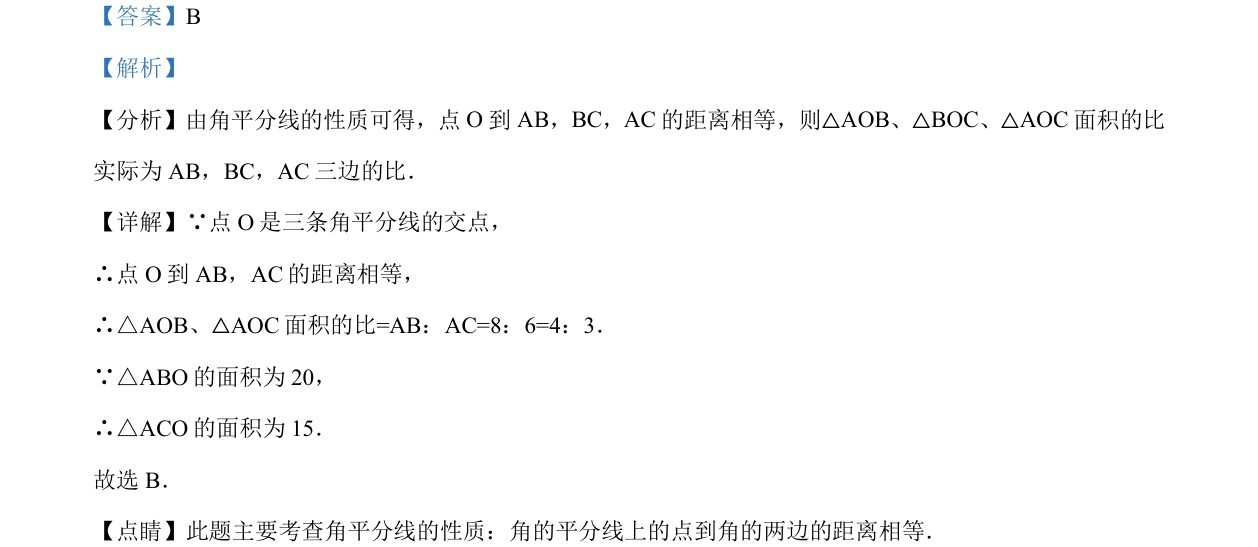 【答案】B
【解析】
【分析】由角平分线的性质可得，点 O 到 AB，BC，AC 的距离相等，则△AOB、△BOC、△AOC 面积的比
实际为 AB，BC，AC 三边的比．
【详解】∵点 O 是三条角平分线的交点，
∴点 O 到 AB，AC 的距离相等，
∴△AOB、△AOC 面积的比=AB：AC=8：6=4：3．
∵△ABO 的面积为 20，
∴△ACO 的面积为 15．
故选 B．
【点睛】此题主要考查角平分线的性质：角的平分线上的点到角的两边的距离相等．